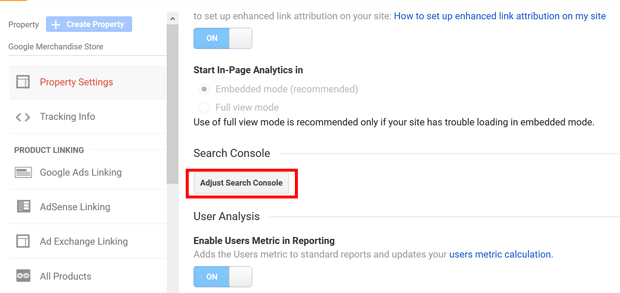 Property
+ Create Property
Google Merchandise Store
Property Settings
Tracking Info
PRODUCT LINKING
Google Ads Linking
AdSense Linking
Ad Exchange Linking
All Products
to set up enhanced link attribution on your site: How to set up enhanced link attribution on my site
ON
Start In-Page Analytics in
Embedded mode (recommended)
Full view mode
Use of full view mode is recommended only if your site has trouble loading in embedded mode.
Search Console
Adjust Search Console
User Analysis
Enable Users Metric in Reporting
Adds the Users metric to standard reports and updates your users metric calculation.
ON